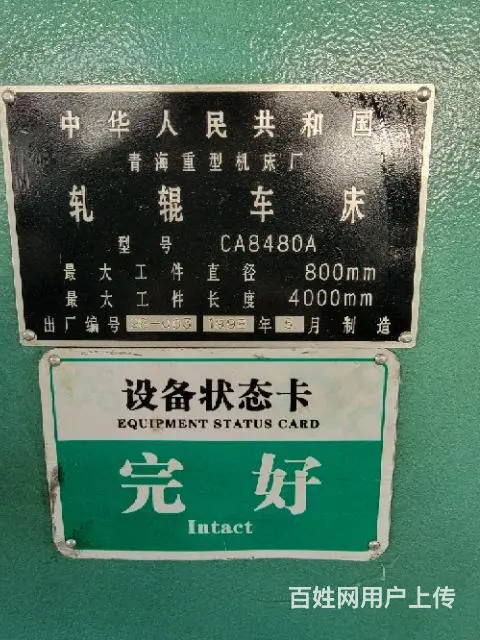 中华人民共和国
青海重型机床厂
轧辊车床
型号 CA8480A
最大工件直径 800mm
最大工件长度 4000mm
出厂编号 年 月 制造
设备状态卡
EQUIPMENT STATUS CARD
完好
Intact
百姓网用户上传